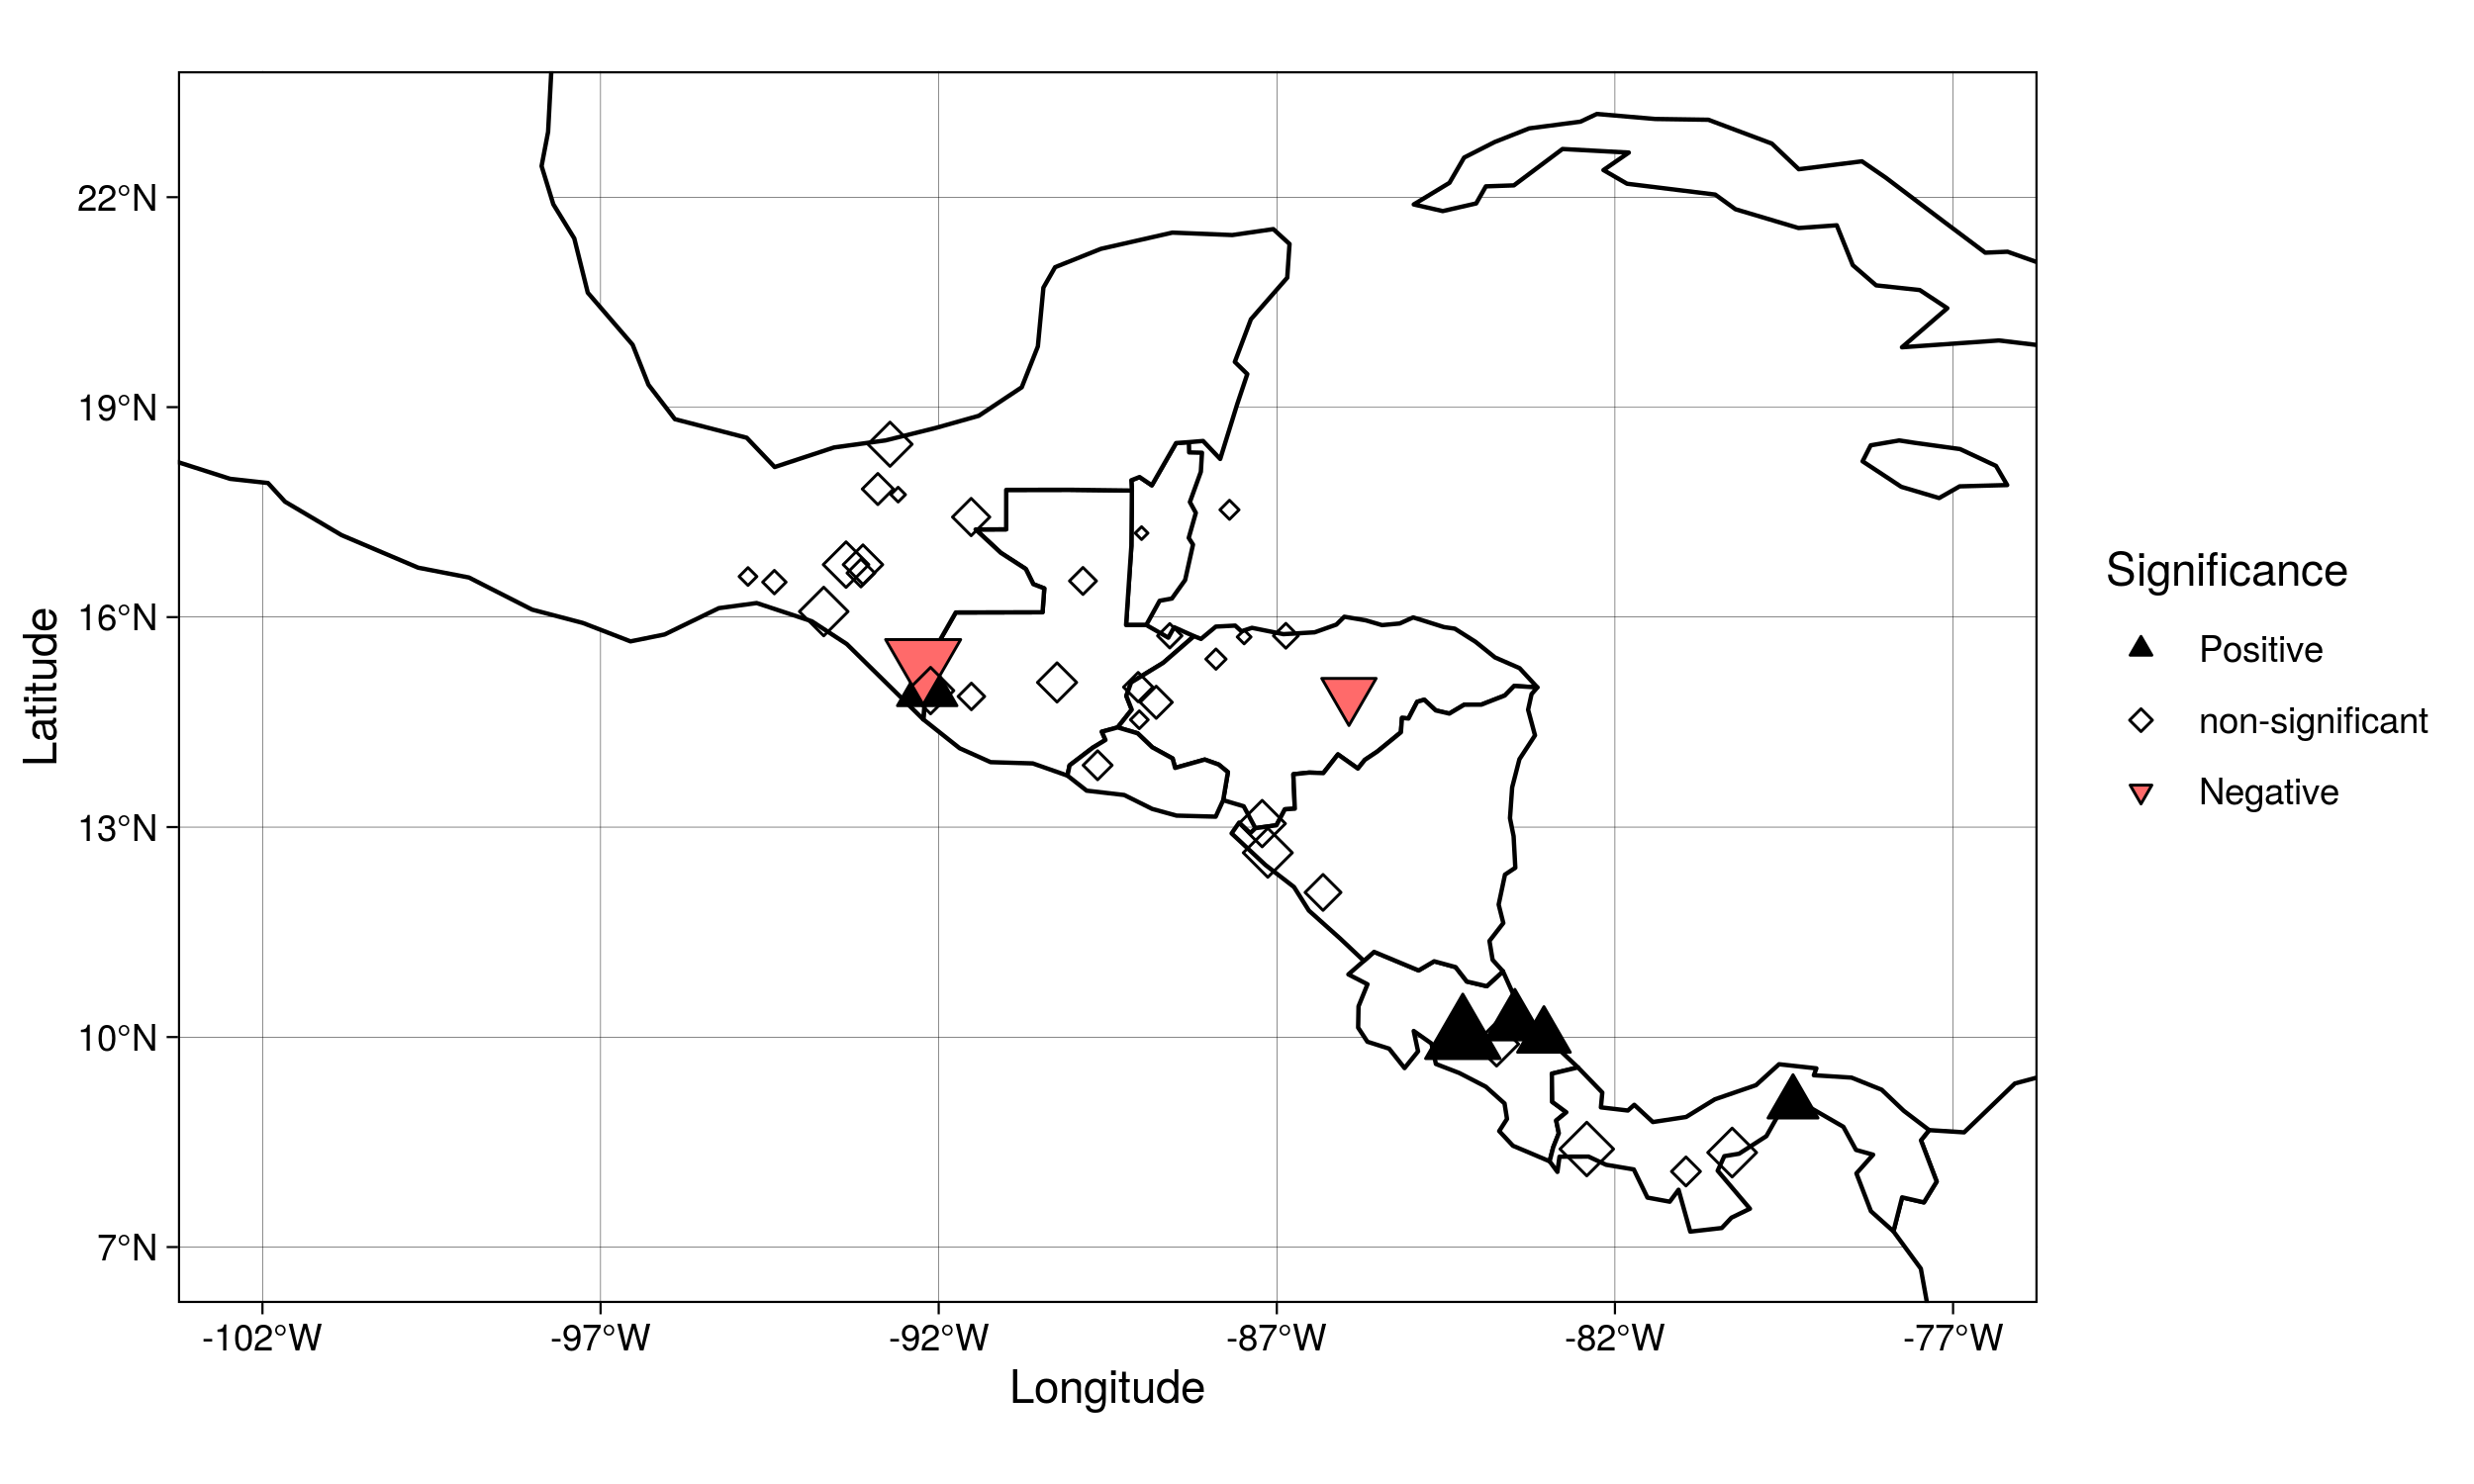 22°N
19°N
16°N
13°N
10°N
7°N
Latitude
-102°W
-97°W
-92°W
-87°W
-82°W
-77°W
Longitude
Significance
Positive
non-significant
Negative